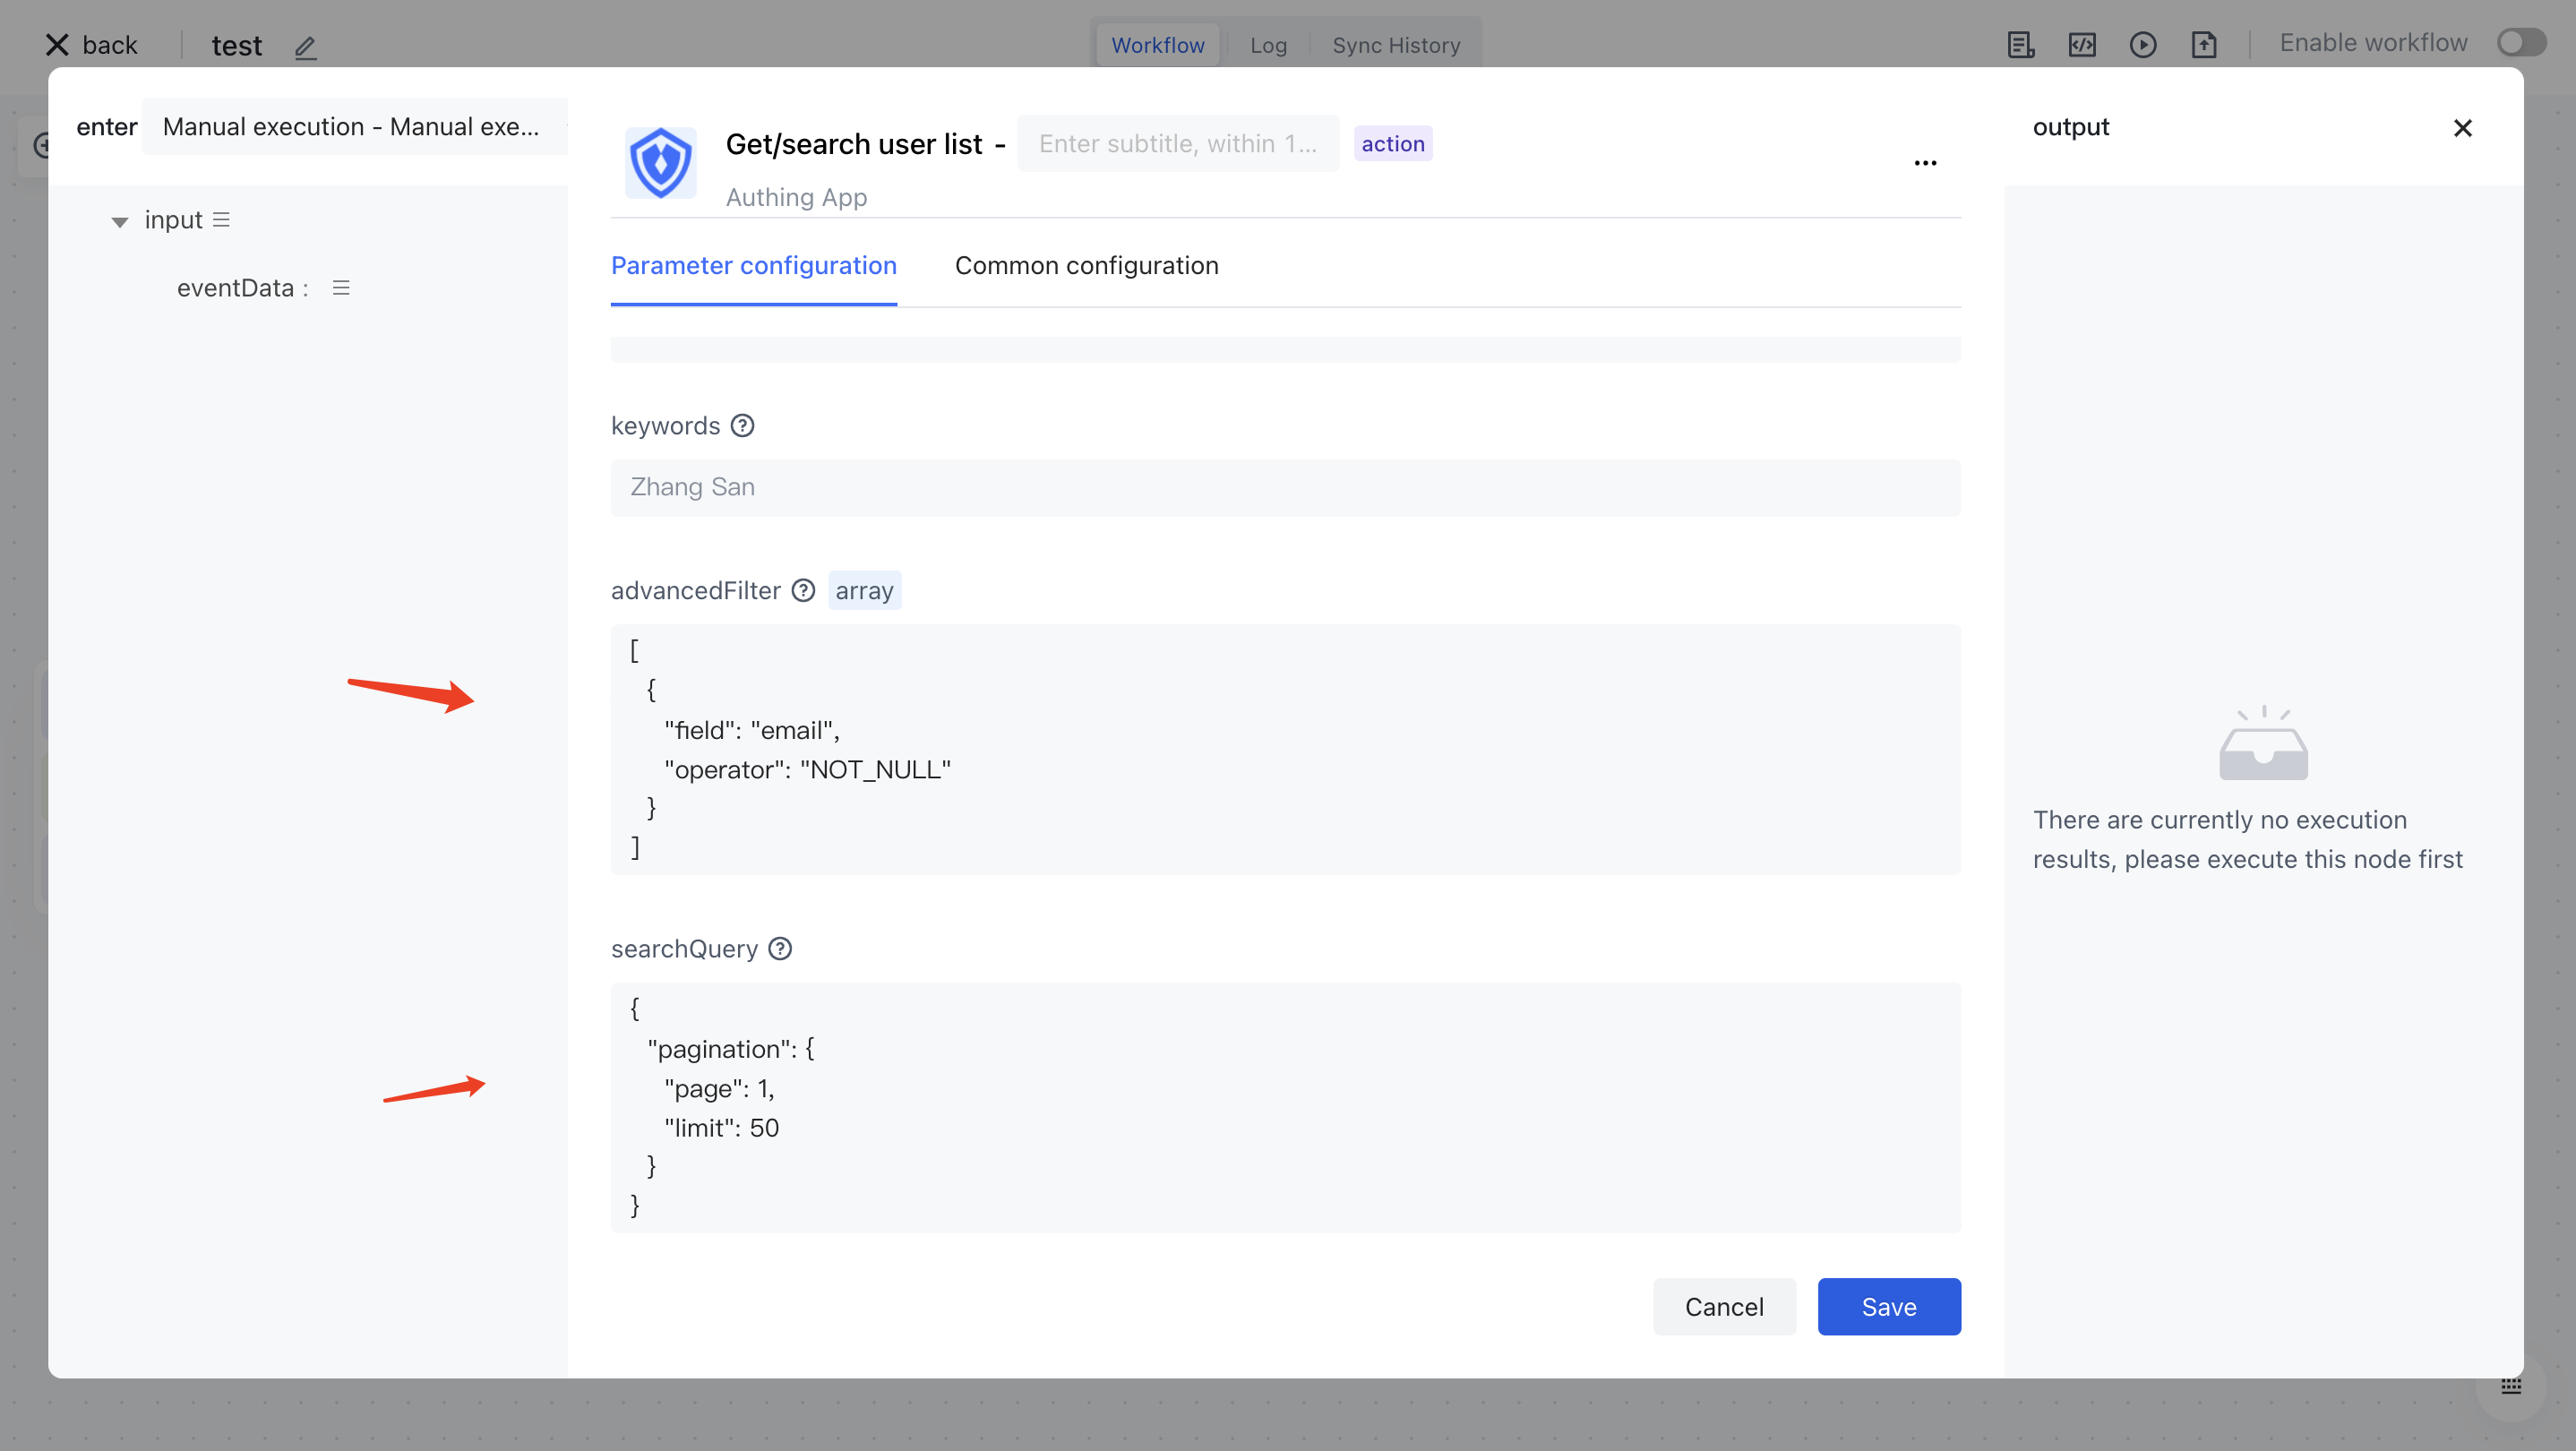 back
test
Workflow
Log
Sync History
Enable workflow
enter
Manual execution - Manual exe...
input
eventData :
Get/search user list -
Enter subtitle, within 1...
action
Authing App
Parameter configuration
Common configuration
keywords
Zhang San
advancedFilter
array
[
{
"field": "email",
"operator": "NOT_NULL"
}
]
searchQuery
{
"pagination": {
"page": 1,
"limit": 50
}
}
Cancel
Save
output
There are currently no execution
results, please execute this node first